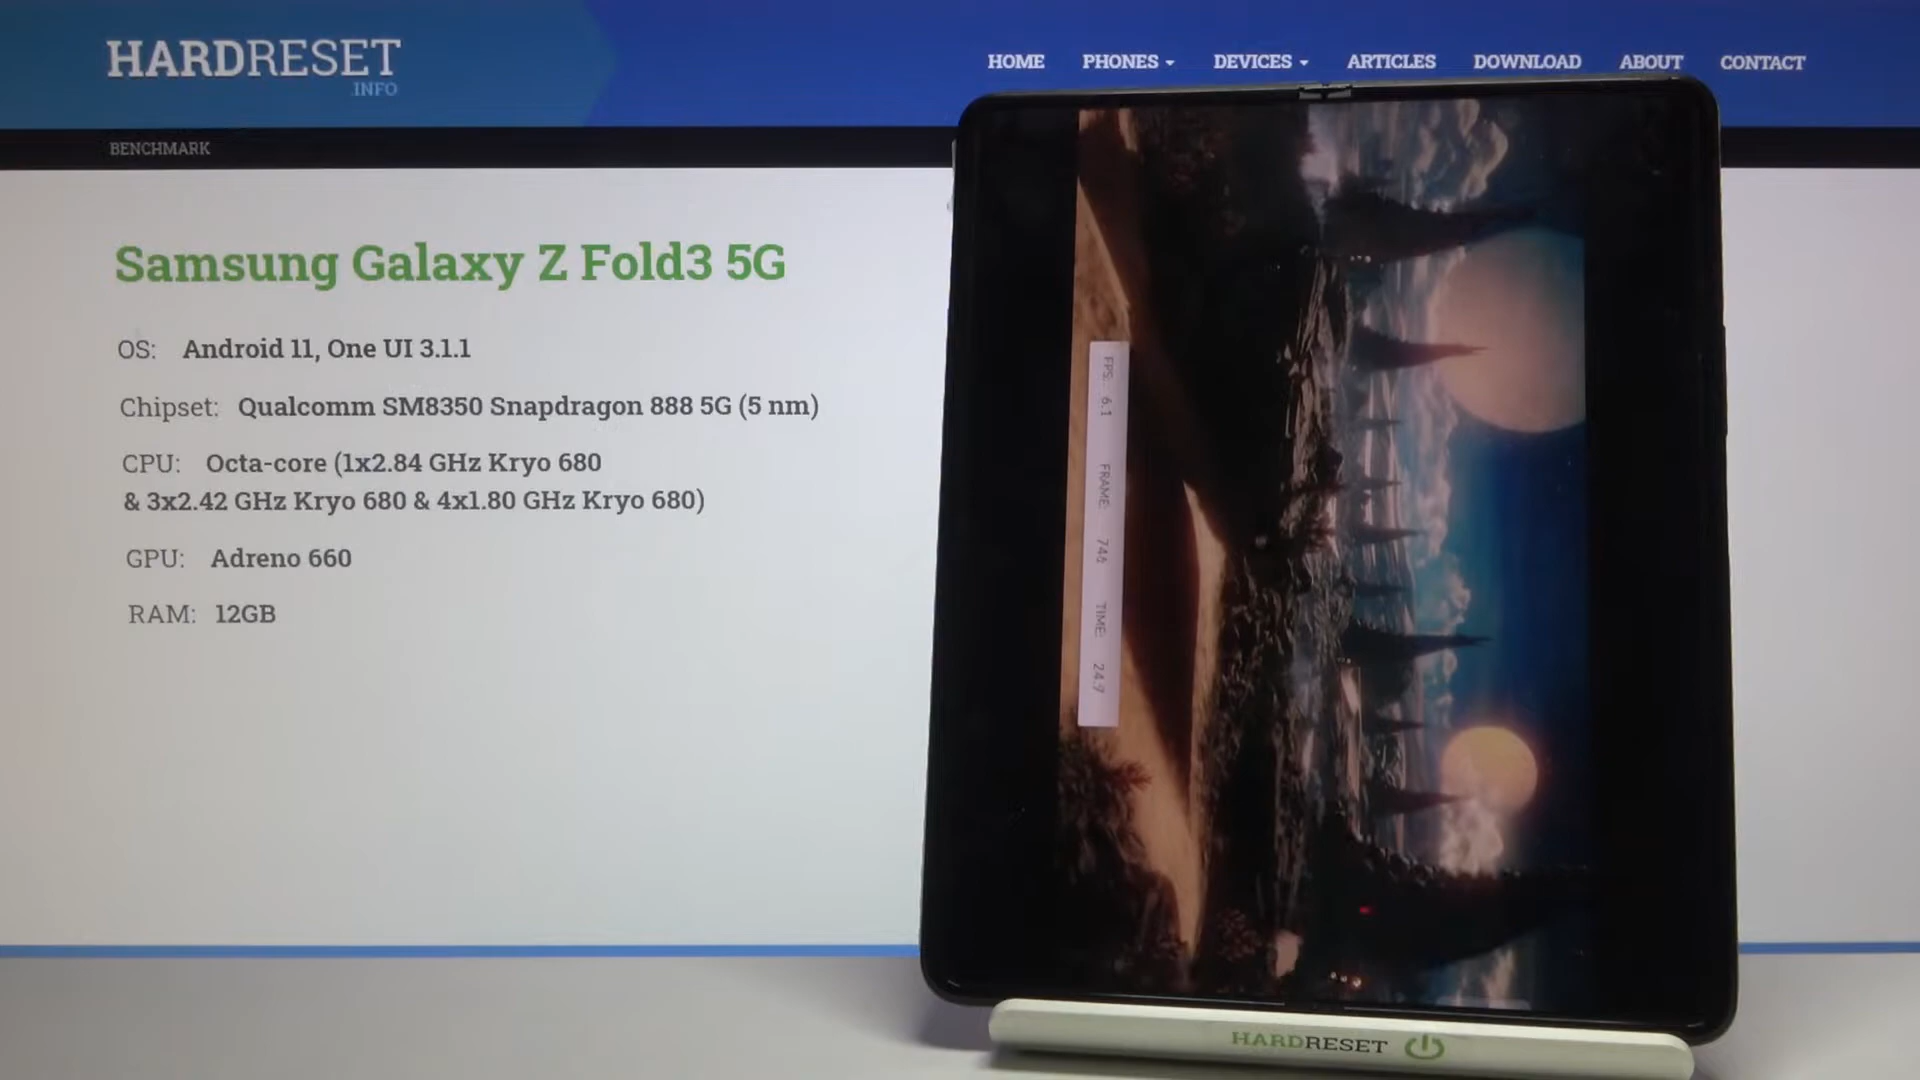 HARDRESET
.INFO
HOME PHONES DEVICES ARTICLES DOWNLOAD ABOUT CONTACT
BENCHMARK
Samsung Galaxy Z Fold3 5G
OS: Android 11, One UI 3.1.1
Chipset: Qualcomm SM8350 Snapdragon 888 5G (5 nm)
CPU: Octa-core (1x2.84 GHz Kryo 680
& 3x2.42 GHz Kryo 680 & 4x1.80 GHz Kryo 680)
GPU: Adreno 660
RAM: 12GB
FPS: 6.1 FRAME: 746 TIME: 24.9
HARDRESET